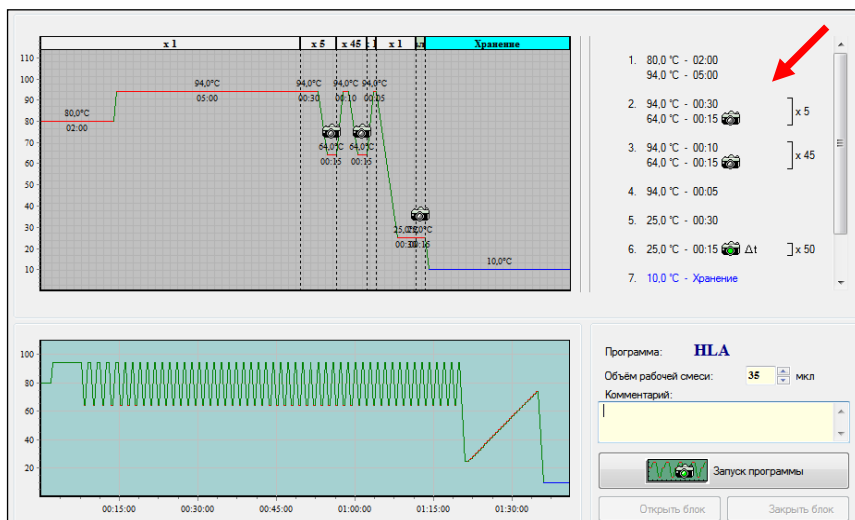 x 1 x 5 x 45 x 1 Хранение
110
100
90
80
70
60
50
40
30
20
10
80,0°C
02:00
94,0°C
05:00
94,0°C
00:30
64,0°C
00:15
94,0°C
00:10
64,0°C
00:15
94,0°C
00:05
25,0°C
00:30
00:15
10,0°C
1. 80,0 °C - 02:00
94,0 °C - 05:00
2. 94,0 °C - 00:30
64,0 °C - 00:15
x 5
3. 94,0 °C - 00:10
64,0 °C - 00:15
x 45
4. 94,0 °C - 00:05
5. 25,0 °C - 00:30
6. 25,0 °C - 00:15 Δt x 50
7. 10,0 °C - Хранение
100
80
60
40
20
00:15:00 00:30:00 00:45:00 01:00:00 01:15:00 01:30:00
Программа: HLA
Объём рабочей смеси: 35 мкл
Комментарий:
Запуск программы
Открыть блок Закрыть блок